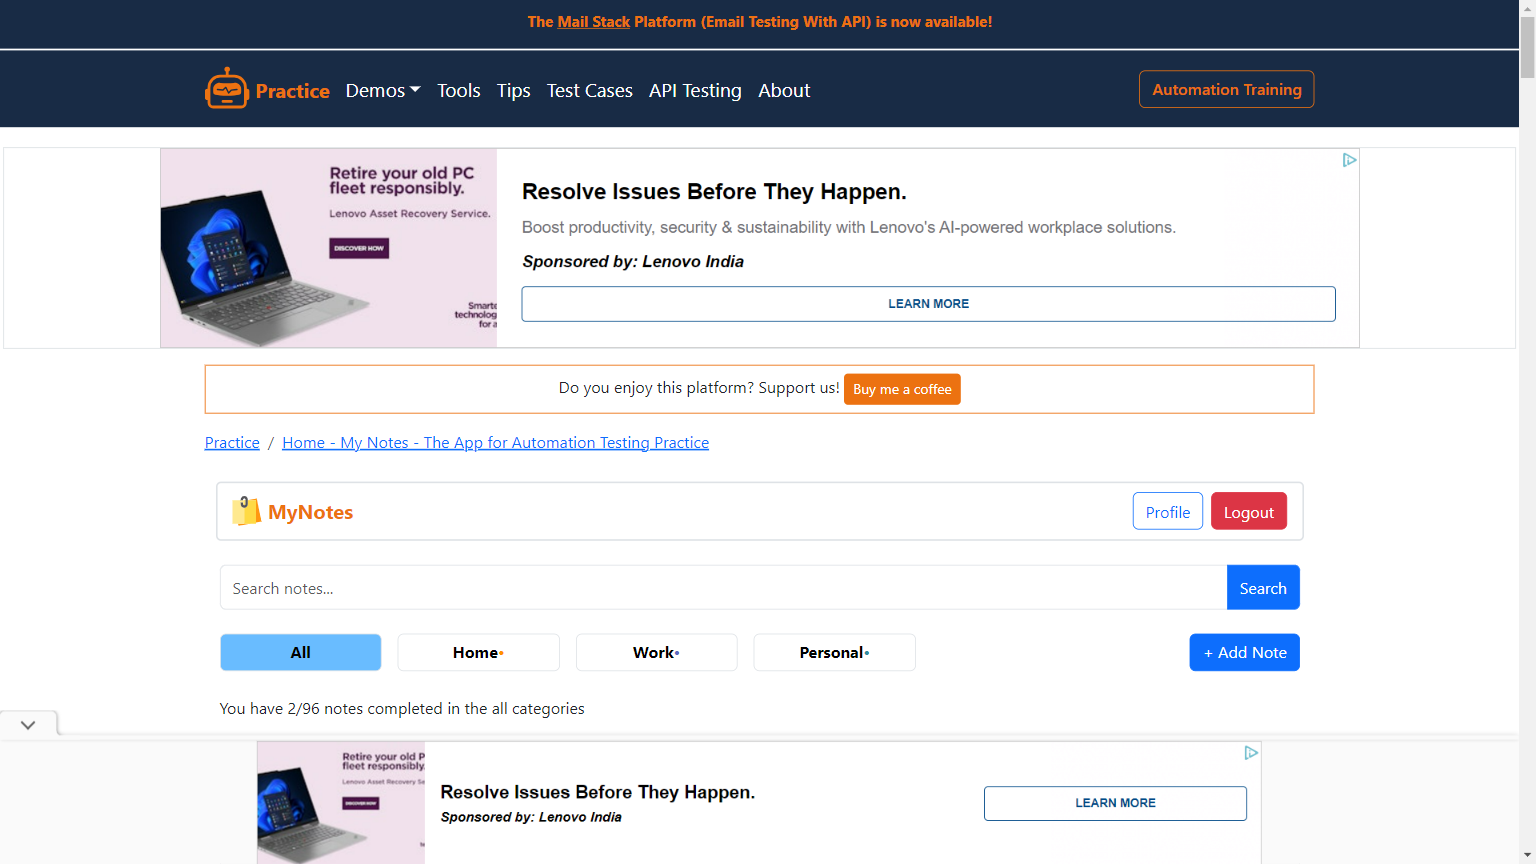 The Mail Stack Platform (Email Testing With API) is now available!
Practice Demos Tools Tips Test Cases API Testing About Automation Training
Retire your old PC
fleet responsibly.
Lenovo Asset Recovery Service.
DISCOVER NOW
Smarte
technolog
for a
Resolve Issues Before They Happen.
Boost productivity, security & sustainability with Lenovo's AI-powered workplace solutions.
Sponsored by: Lenovo India
LEARN MORE
Do you enjoy this platform? Support us! Buy me a coffee
Practice / Home - My Notes - The App for Automation Testing Practice
MyNotes Profile Logout
Search notes... Search
All Home• Work• Personal• + Add Note
You have 2/96 notes completed in the all categories
Retire your old P
fleet responsibly.
Lenovo Asset Recovery Se
DISCOVER NOW
Resolve Issues Before They Happen.
Sponsored by: Lenovo India
LEARN MORE